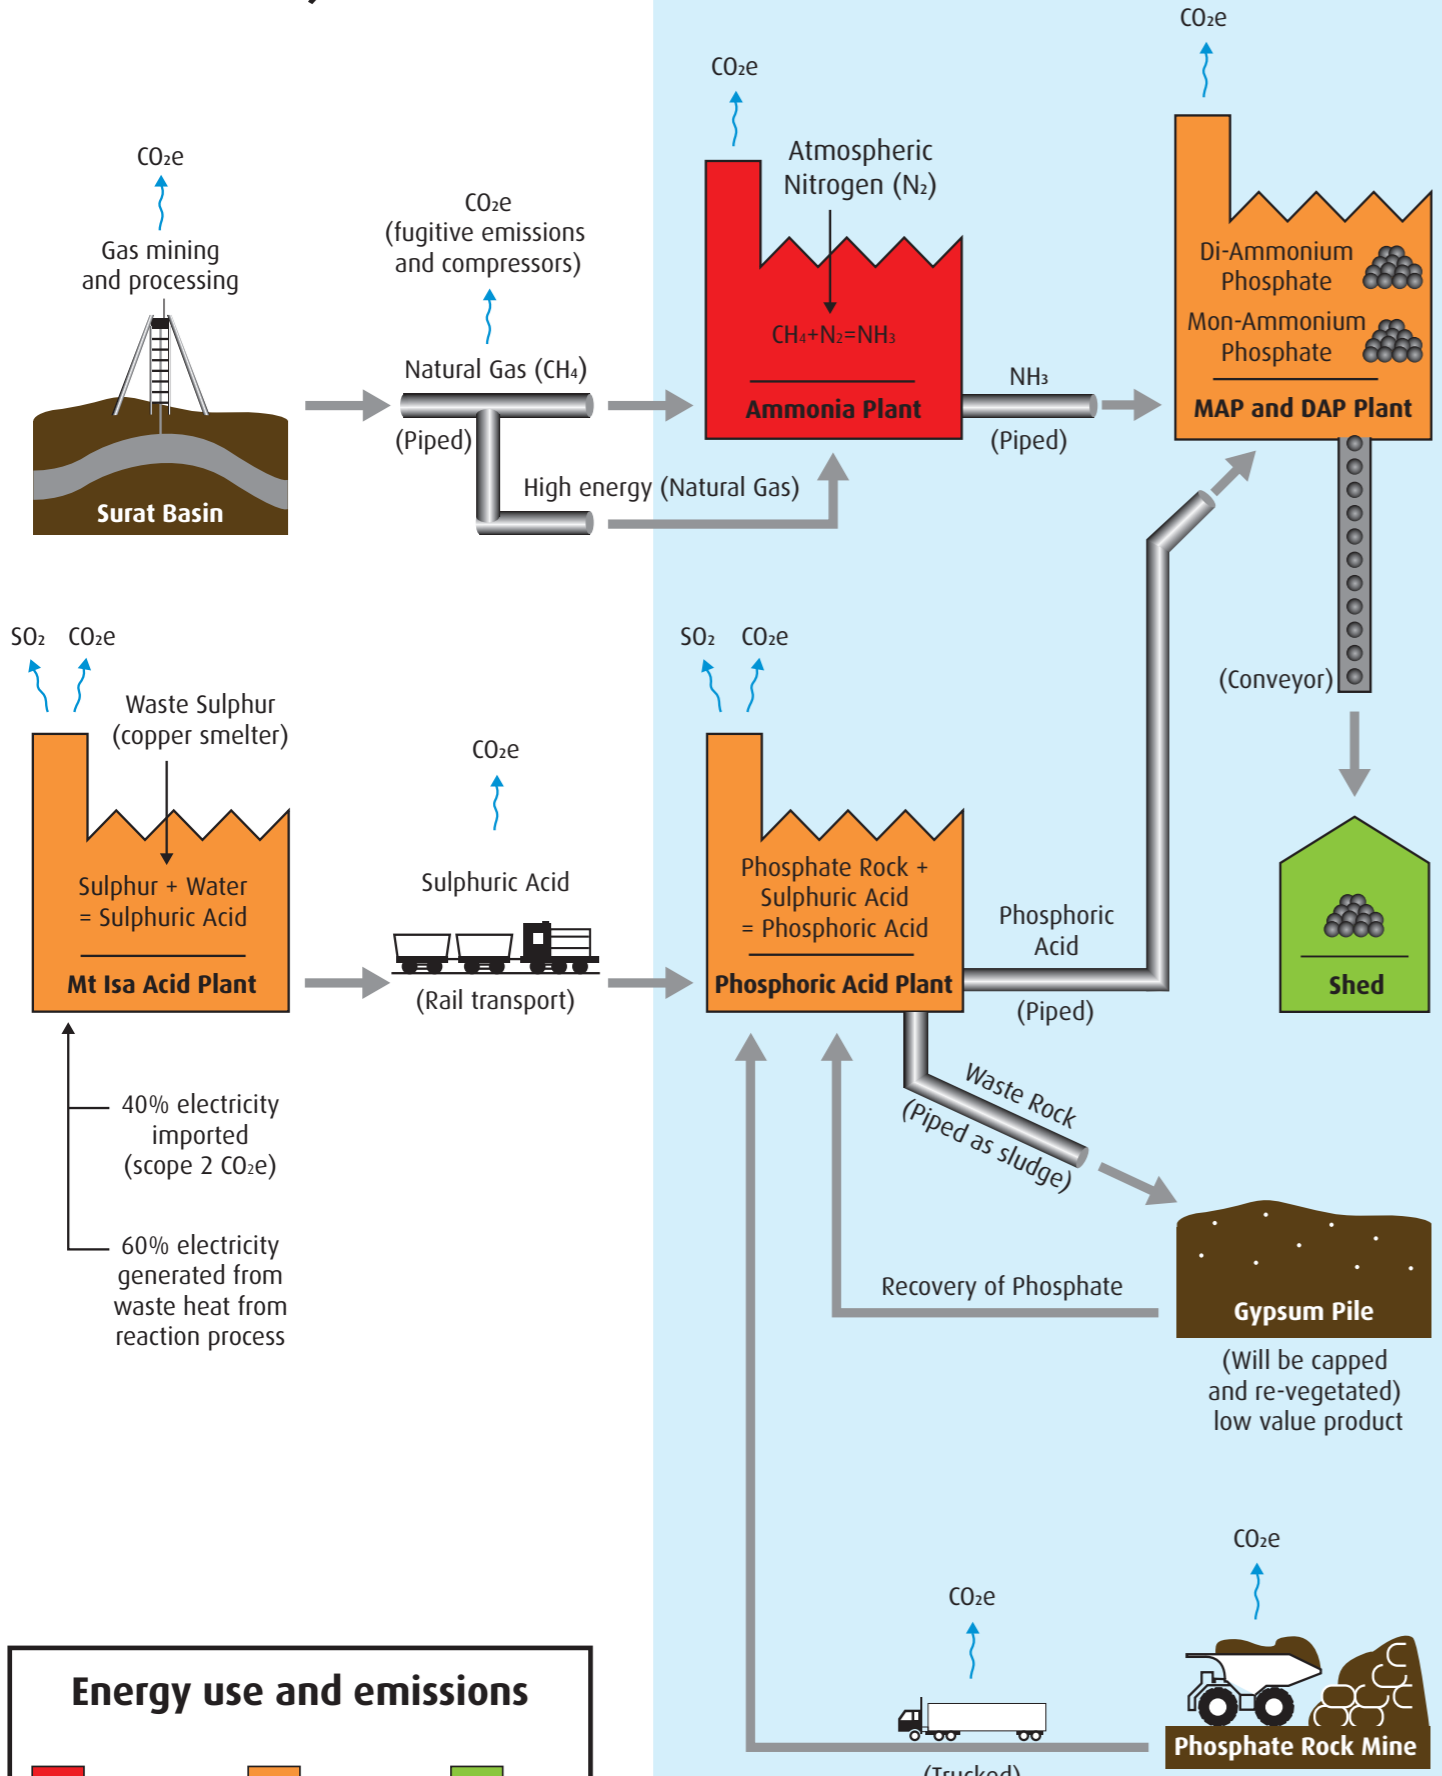 CO₂e
CO₂e
Atmospheric
Nitrogen (N₂)
CO₂e
Gas mining
and processing
CO₂e
(fugitive emissions
and compressors)
Di-Ammonium
Phosphate
Mon-Ammonium
Phosphate
CH₄+N₂=NH₃
Natural Gas (CH₄)
NH₃
Ammonia Plant
MAP and DAP Plant
(Piped)
(Piped)
High energy (Natural Gas)
Surat Basin
SO₂ CO₂e
SO₂ CO₂e
(Conveyor)
Waste Sulphur
(copper smelter)
CO₂e
Sulphur + Water
= Sulphuric Acid
Sulphuric Acid
Phosphate Rock +
Sulphuric Acid
= Phosphoric Acid
Phosphoric
Acid
Mt Isa Acid Plant
(Rail transport)
Phosphoric Acid Plant
(Piped)
Shed
40% electricity
imported
(scope 2 CO₂e)
Waste Rock
(Piped as sludge)
60% electricity
generated from
waste heat from
reaction process
Recovery of Phosphate
Gypsum Pile
(Will be capped
and re-vegetated)
low value product
CO₂e
CO₂e
Energy use and emissions
Phosphate Rock Mine
(Trucked)